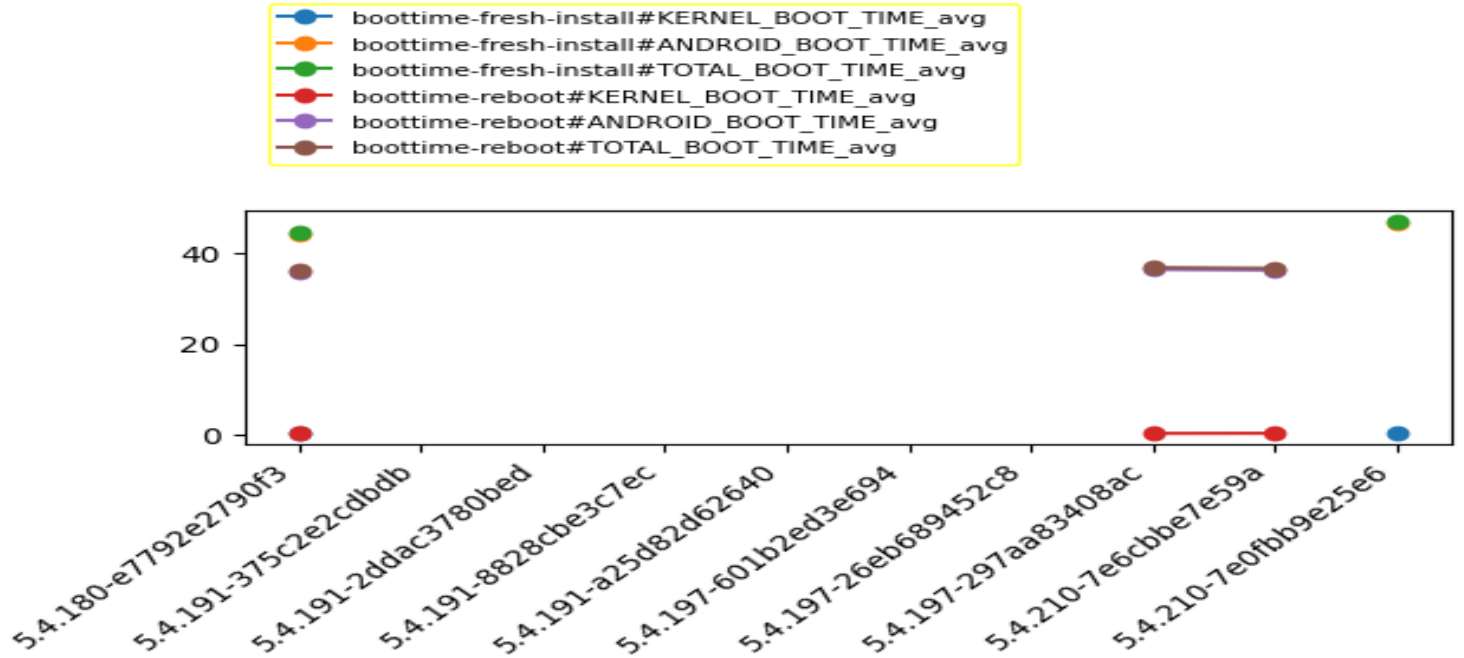 boottime-fresh-install#KERNEL_BOOT_TIME_avg
boottime-fresh-install#ANDROID_BOOT_TIME_avg
boottime-fresh-install#TOTAL_BOOT_TIME_avg
boottime-reboot#KERNEL_BOOT_TIME_avg
boottime-reboot#ANDROID_BOOT_TIME_avg
boottime-reboot#TOTAL_BOOT_TIME_avg
40
20
0
5.4.180-e7792e2790f3
5.4.191-375c2e2cdbdb
5.4.191-2ddac3780bed
5.4.191-8828cbe3c7ec
5.4.191-a25d82d62640
5.4.197-601b2ed3e694
5.4.197-26eb689452c8
5.4.197-297aa83408ac
5.4.210-7e6cbbe7e59a
5.4.210-7e0fbb9e25e6